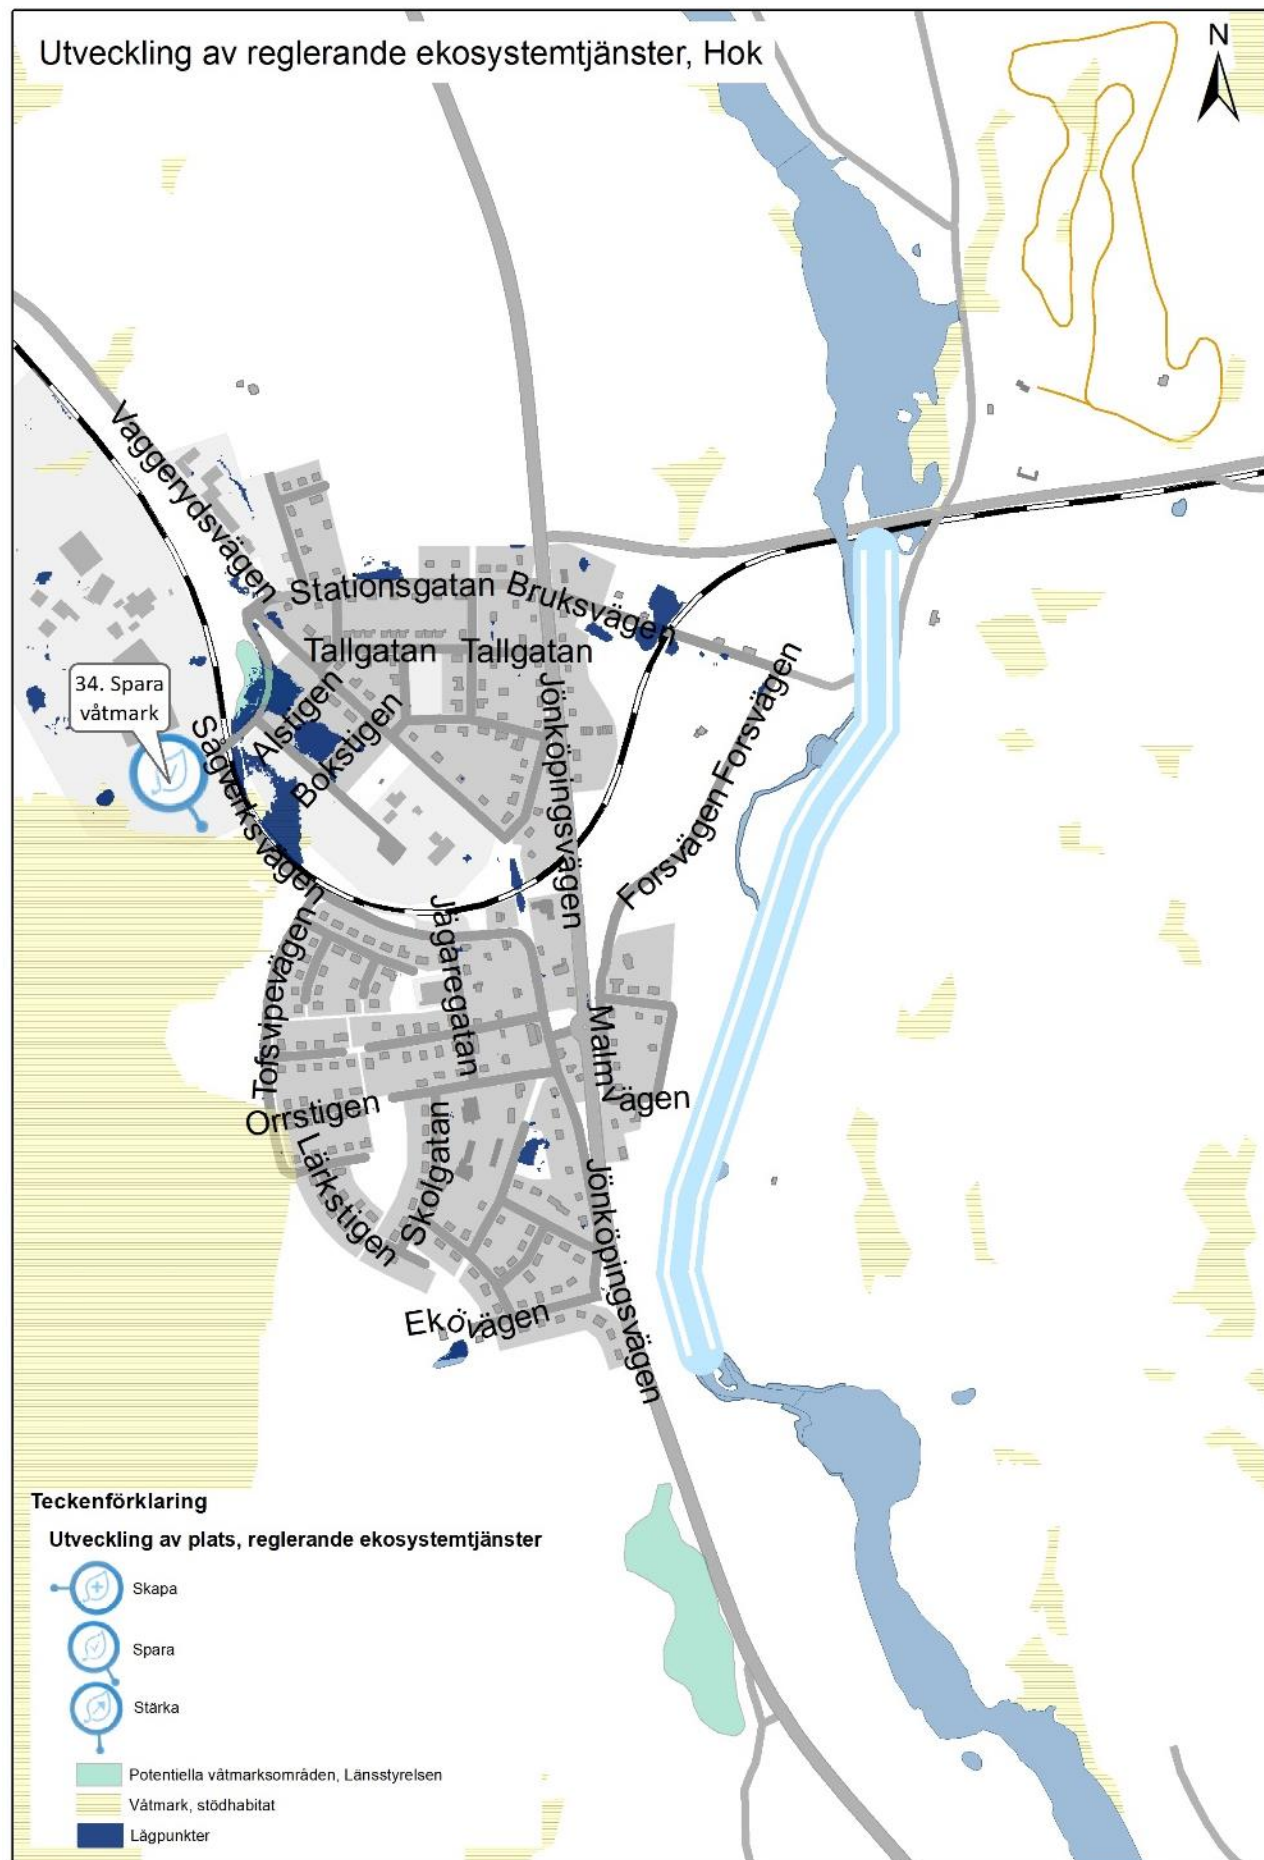 Utveckling av reglerande ekosystemtjänster, Hok
N
Vaggerydsvägen
Stationsgatan
Bruksvägen
Tallgatan
Tallgatan
34. Spara
våtmark
Sågverksvägen
Alstigen
Bokstigen
Jönköpingsvägen
Forsvägen
Forsvägen
Tofsvipevägen
Jägaregatan
Malmvägen
Orrstigen
Lärkstigen
Skolgatan
Jönköpingsvägen
Ekövägen
Teckenförklaring
Utveckling av plats, reglerande ekosystemtjänster
Skapa
Spara
Stärka
Potentiella våtmarksområden, Länsstyrelsen
Våtmark, stödhabitat
Lågpunkter